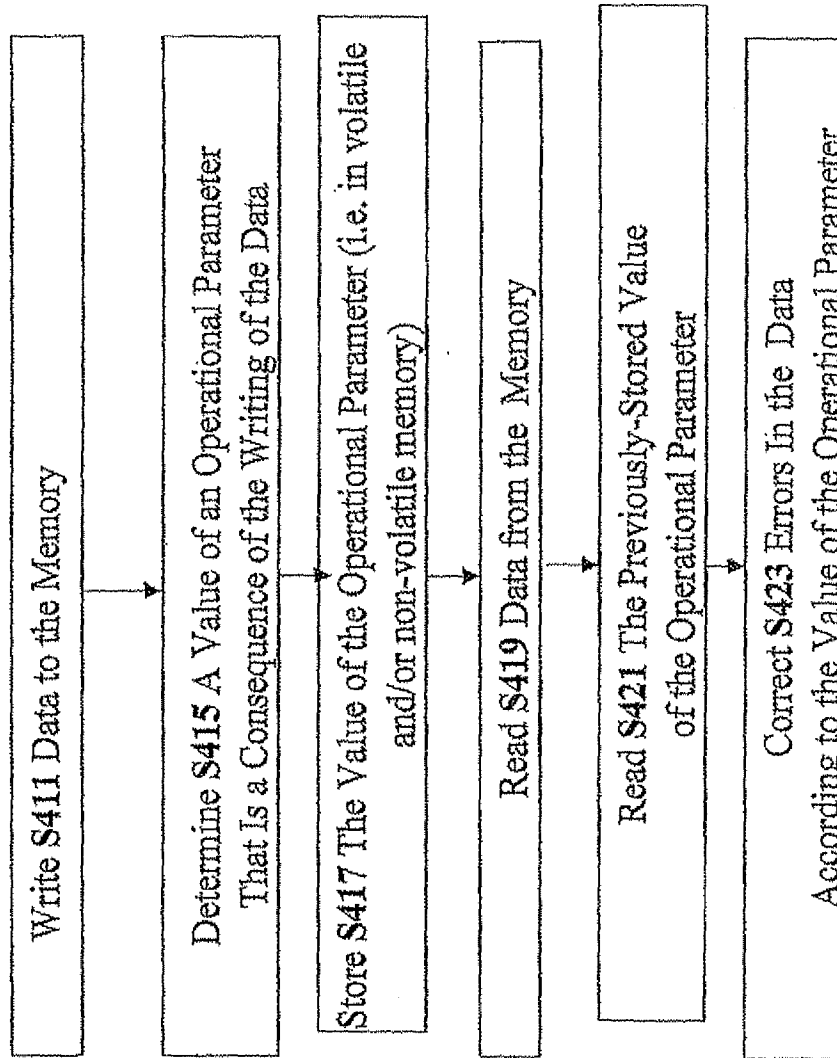 Write S411 Data to the Memory
Determine S415 A Value of an Operational Parameter
That Is a Consequence of the Writing of the Data
Store S417 The Value of the Operational Parameter (i.e. in volatile
and/or non-volatile memory)
Read S419 Data from the Memory
Read S421 The Previously-Stored Value
of the Operational Parameter
Correct S423 Errors In the Data
According to the Value of the Operational Parameter